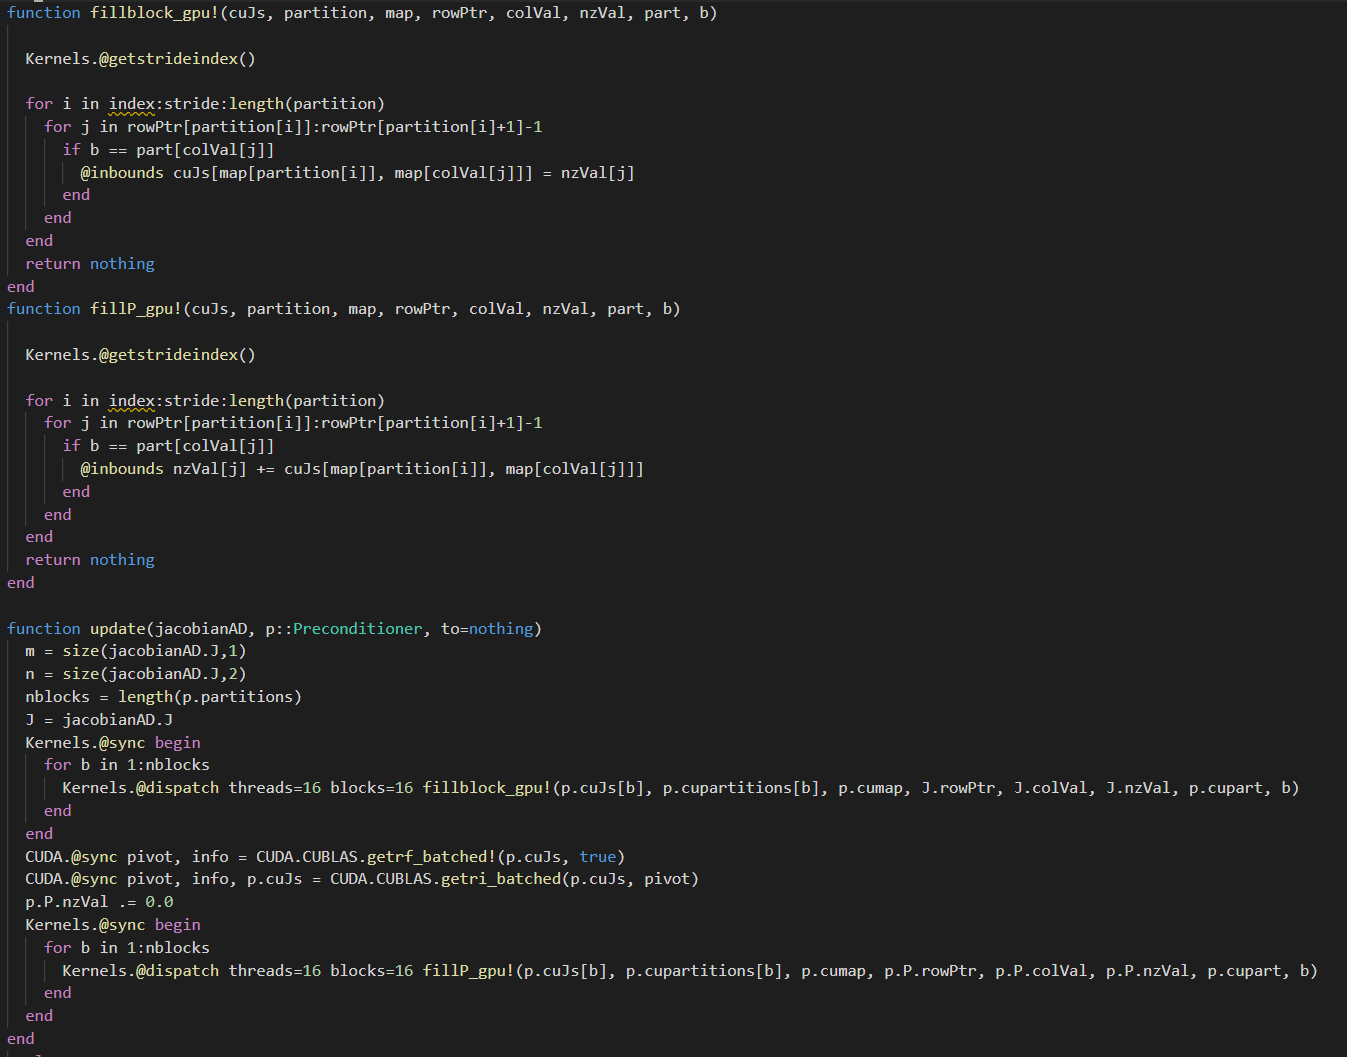 function fillblock_gpu!(cuJs, partition, map, rowPtr, colVal, nzVal, part, b)
  Kernels.@getstrideindex()
  for i in index:stride:length(partition)
    for j in rowPtr[partition[i]]:rowPtr[partition[i]+1]-1
      if b == part[colVal[j]]
        @inbounds cuJs[map[partition[i]], map[colVal[j]]] = nzVal[j]
      end
    end
  end
  return nothing
end
function fillP_gpu!(cuJs, partition, map, rowPtr, colVal, nzVal, part, b)
  Kernels.@getstrideindex()
  for i in index:stride:length(partition)
    for j in rowPtr[partition[i]]:rowPtr[partition[i]+1]-1
      if b == part[colVal[j]]
        @inbounds nzVal[j] += cuJs[map[partition[i]], map[colVal[j]]]
      end
    end
  end
  return nothing
end
function update(jacobianAD, p::Preconditioner, to=nothing)
  m = size(jacobianAD.J,1)
  n = size(jacobianAD.J,2)
  nblocks = length(p.partitions)
  J = jacobianAD.J
  Kernels.@sync begin
    for b in 1:nblocks
      Kernels.@dispatch threads=16 blocks=16 fillblock_gpu!(p.cuJs[b], p.cupartitions[b], p.cumap, J.rowPtr, J.colVal, J.nzVal, p.cupart, b)
    end
  end
  CUDA.@sync pivot, info = CUDA.CUBLAS.getrf_batched!(p.cuJs, true)
  CUDA.@sync pivot, info, p.cuJs = CUDA.CUBLAS.getri_batched(p.cuJs, pivot)
  p.P.nzVal .= 0.0
  Kernels.@sync begin
    for b in 1:nblocks
      Kernels.@dispatch threads=16 blocks=16 fillP_gpu!(p.cuJs[b], p.cupartitions[b], p.cumap, p.P.rowPtr, p.P.colVal, p.P.nzVal, p.cupart, b)
    end
  end
end